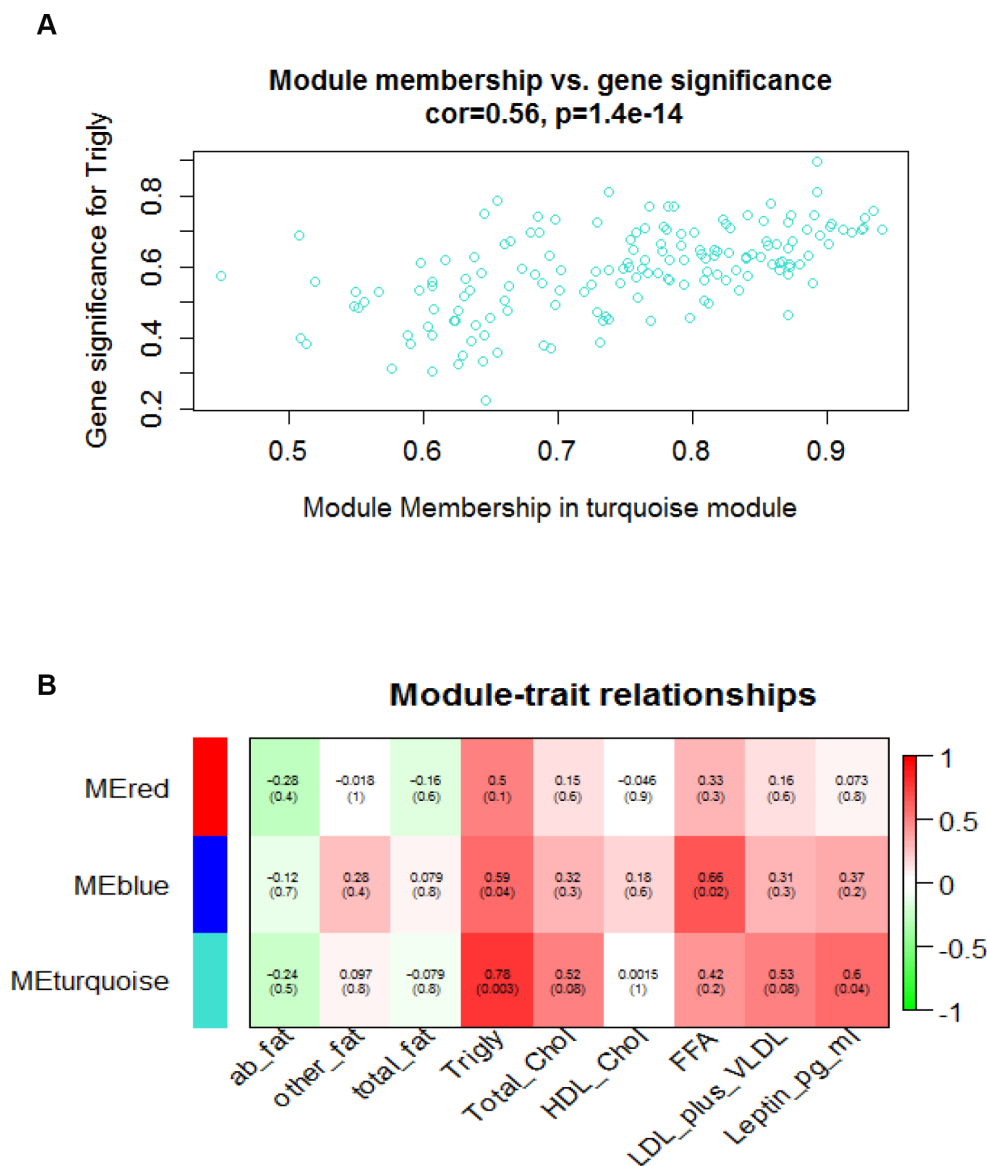 A
Module membership vs. gene significance
cor=0.56, p=1.4e-14
Gene significance for Trigly
0.8
0.6
0.4
0.2
0.5 0.6 0.7 0.8 0.9
Module Membership in turquoise module
B
Module-trait relationships
MEred
-0.28 -0.018 -0.16 0.5 0.15 -0.046 0.33 0.16 0.073
(0.4) (1) (0.6) (0.1) (0.6) (0.9) (0.3) (0.6) (0.8)
MEblue
-0.12 0.28 0.079 0.59 0.32 0.18 0.66 0.31 0.37
(0.7) (0.4) (0.8) (0.04) (0.3) (0.6) (0.02) (0.3) (0.2)
MEturquoise
-0.24 0.097 -0.079 0.78 0.52 0.0015 0.42 0.53 0.6
(0.5) (0.8) (0.8) (0.003) (0.08) (1) (0.2) (0.08) (0.04)
1
0.5
0
-0.5
-1
ab_fat
other_fat
total_fat
Trigly
Total_Chol
HDL_Chol
FFA
LDL_plus_VLDL
Leptin_pg_ml